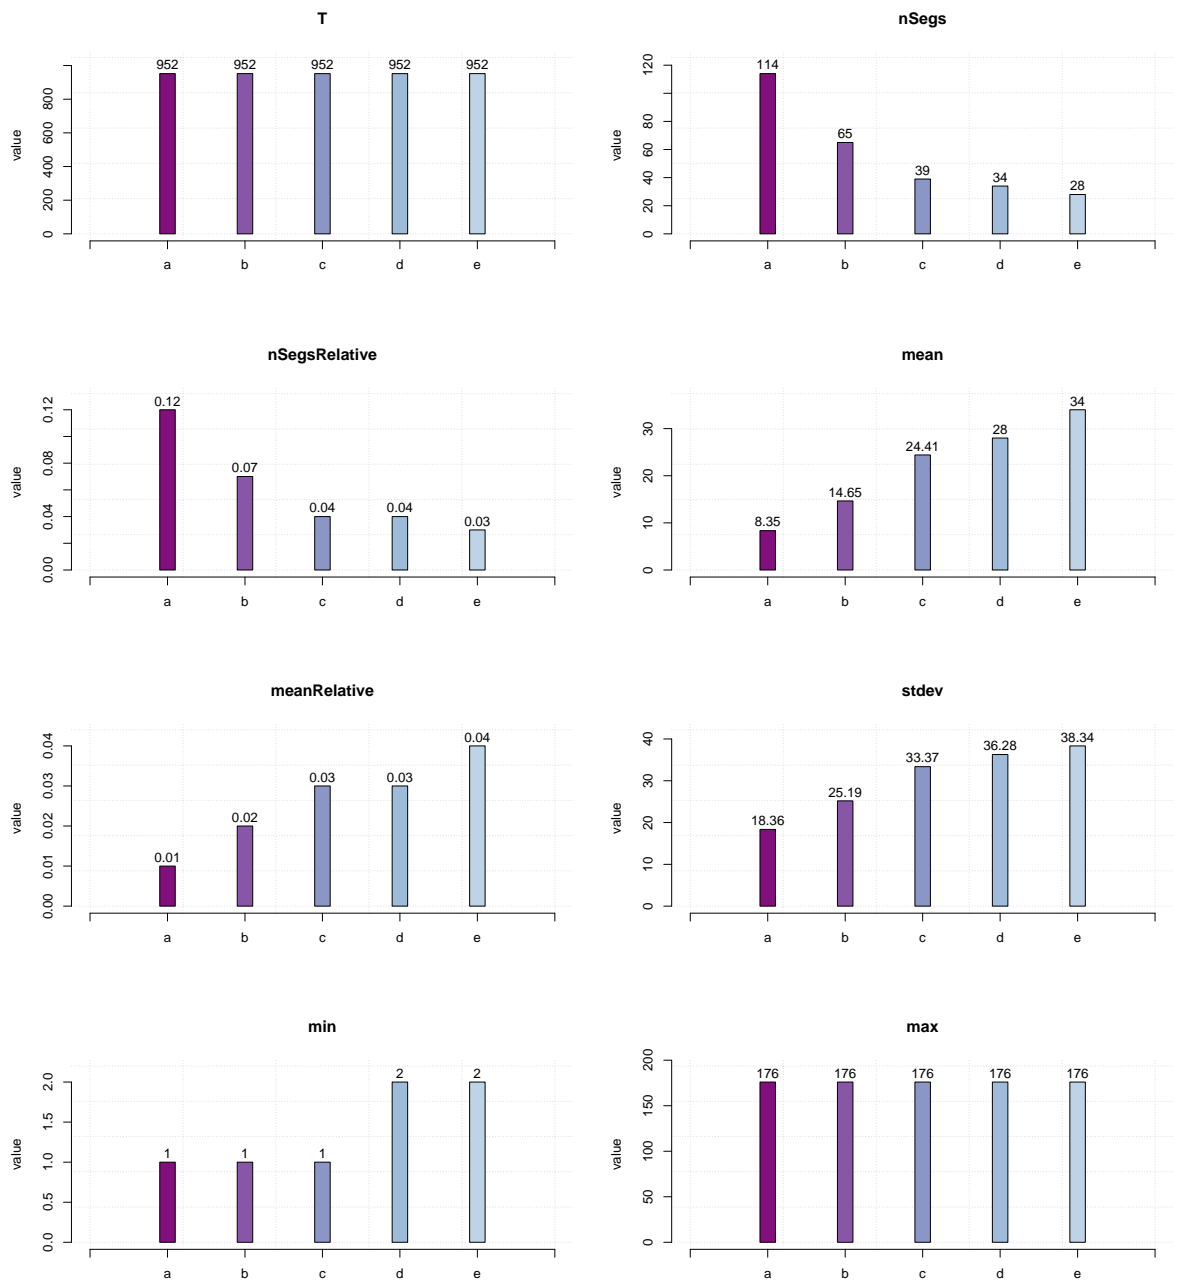 T
952 952 952 952 952
value
0 200 400 600 800
a b c d e
nSegs
114
65
39
34
28
value
0 20 40 60 80 120
a b c d e
nSegsRelative
0.12
0.07
0.04 0.04
0.03
value
0.00 0.04 0.08 0.12
a b c d e
mean
8.35
14.65
24.41
28
34
value
0 10 20 30
a b c d e
meanRelative
0.01
0.02
0.03 0.03
0.04
value
0.00 0.01 0.02 0.03 0.04
a b c d e
stdev
18.36
25.19
33.37
36.28
38.34
value
0 10 20 30 40
a b c d e
min
1 1 1
2 2
value
0.0 0.5 1.0 1.5 2.0
a b c d e
max
176 176 176 176 176
value
0 50 100 150 200
a b c d e